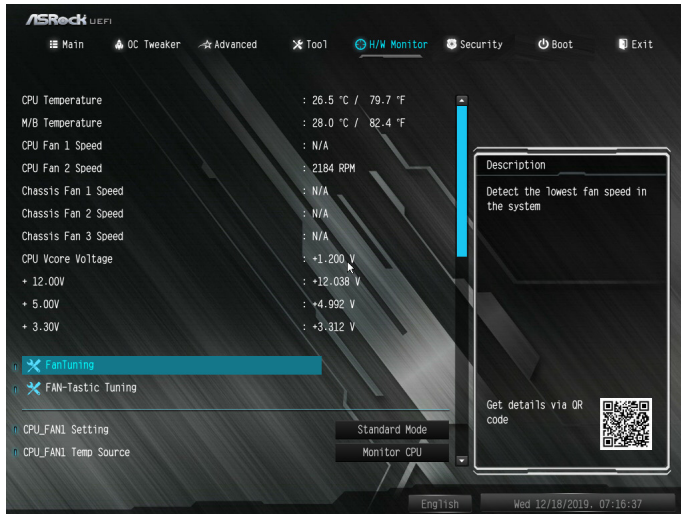 ASRock UEFI
Main OC Tweaker Advanced Tool H/W Monitor Security Boot Exit
CPU Temperature : 26.5 °C / 79.7 °F
M/B Temperature : 28.0 °C / 82.4 °F
CPU Fan 1 Speed : N/A
CPU Fan 2 Speed : 2184 RPM
Chassis Fan 1 Speed : N/A
Chassis Fan 2 Speed : N/A
Chassis Fan 3 Speed : N/A
CPU Vcore Voltage : +1.200 V
+ 12.00V : +12.038 V
+ 5.00V : +4.992 V
+ 3.30V : +3.312 V
FanTuning
FAN-Tastic Tuning
CPU_FAN1 Setting Standard Mode
CPU_FAN1 Temp Source Monitor CPU
Description
Detect the lowest fan speed in
the system
Get details via QR
code
English Wed 12/18/2019. 07:16:37